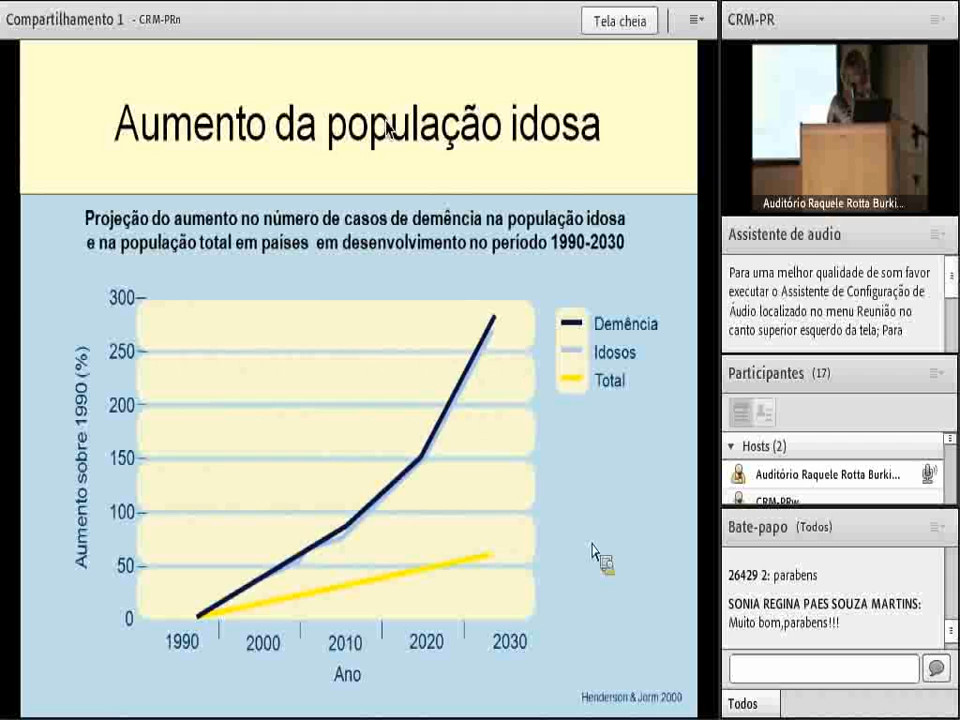 Compartilhamento 1 - CRM-PRn
Tela cheia
Aumento da população idosa
Projeção do aumento no número de casos de demência na população idosa
e na população total em países em desenvolvimento no período 1990-2030
Aumento sobre 1990 (%)
300
250
200
150
100
50
0
1990 2000 2010 2020 2030
Ano
Demência
Idosos
Total
Henderson & Jorm 2000
CRM-PR
Auditório Raquele Rotta Burki...
Assistente de audio
Para uma melhor qualidade de som favor
executar o Assistente de Configuração de
Áudio localizado no menu Reunião no
canto superior esquerdo da tela; Para
Participantes (17)
Hosts (2)
Auditório Raquele Rotta Burki...
CRM-PRw
Bate-papo (Todos)
26429 2: parabens
SONIA REGINA PAES SOUZA MARTINS:
Muito bom,parabens!!!
Todos